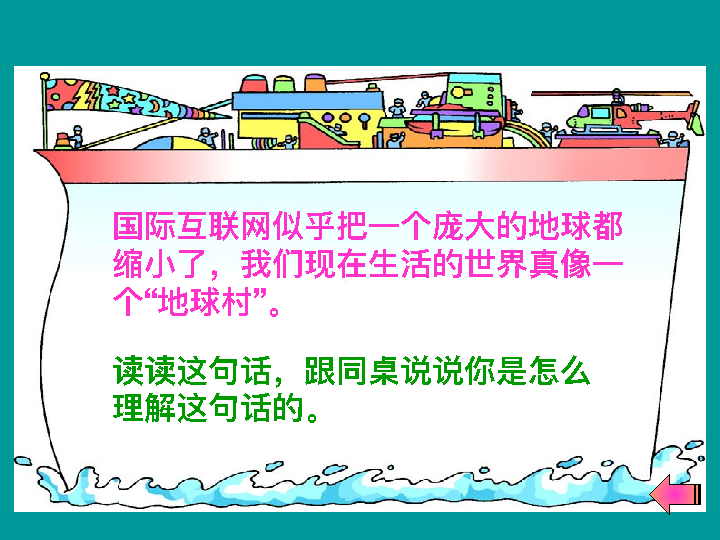 国际互联网似乎把一个庞大的地球都
缩小了，我们现在生活的世界真像一
个“地球村”。
读读这句话，跟同桌说说你是怎么
理解这句话的。